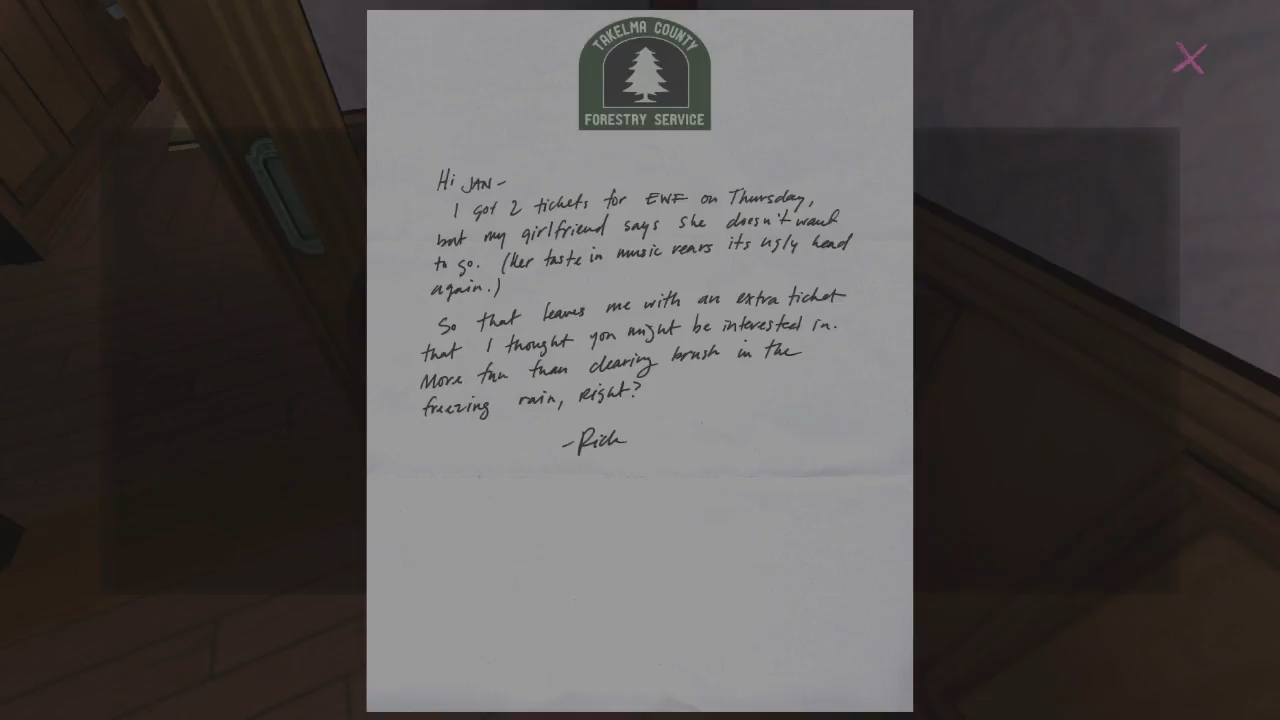 TAKELMA COUNTY
FORESTRY SERVICE
Hi JAN-
I got 2 tickets for EWF on Thursday,
but my girlfriend says she doesn't want
to go. (Her taste in music rears its ugly head
again.)
So that leaves me with an extra ticket
that I thought you might be interested in.
More fun than clearing brush in the
freezing rain, Right?
-Rich